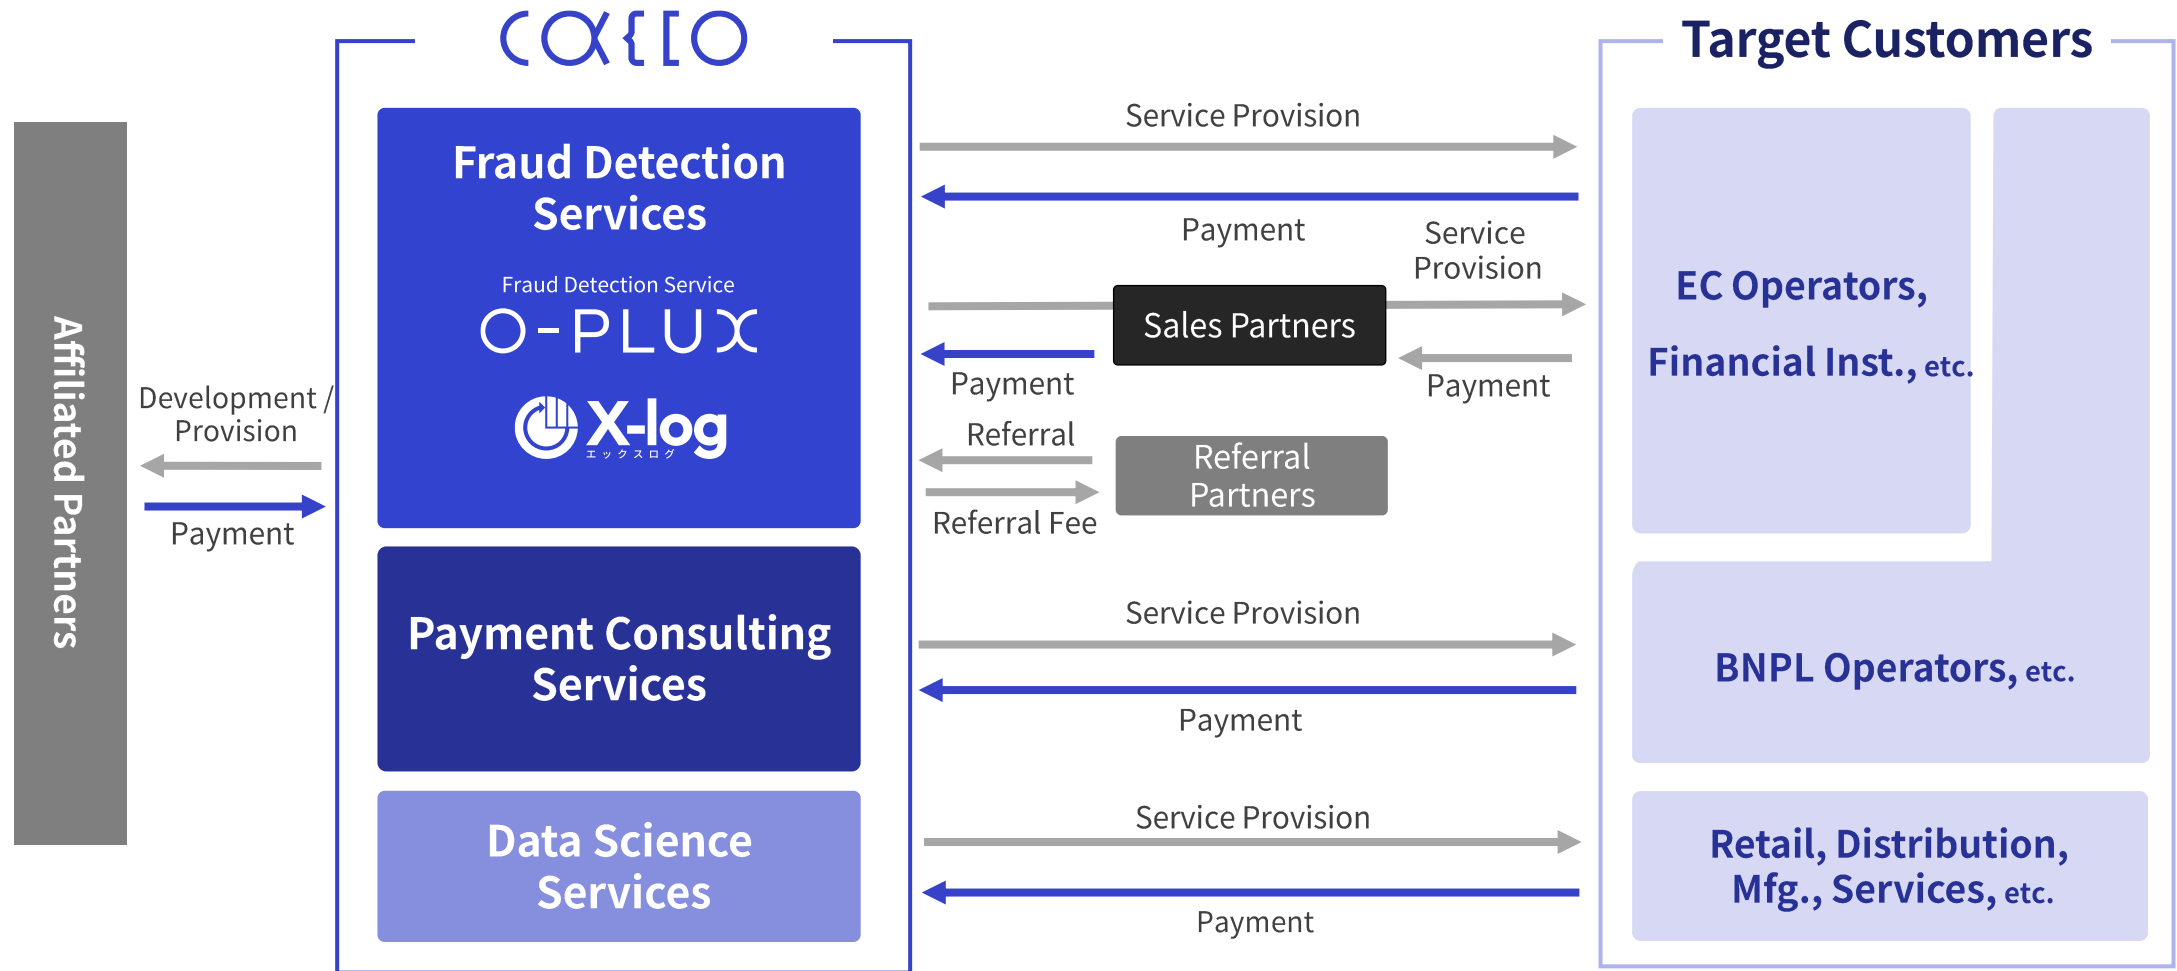 cacco
Target Customers
Affiliated Partners
Development /
Provision
Payment
Fraud Detection
Services
Fraud Detection Service
O-PLUX
X-log
エックスログ
Payment Consulting
Services
Data Science
Services
Service Provision
Payment
Service
Provision
Sales Partners
Payment
Payment
Referral
Referral
Partners
Referral Fee
Service Provision
Payment
Service Provision
Payment
EC Operators,
Financial Inst., etc.
BNPL Operators, etc.
Retail, Distribution,
Mfg., Services, etc.